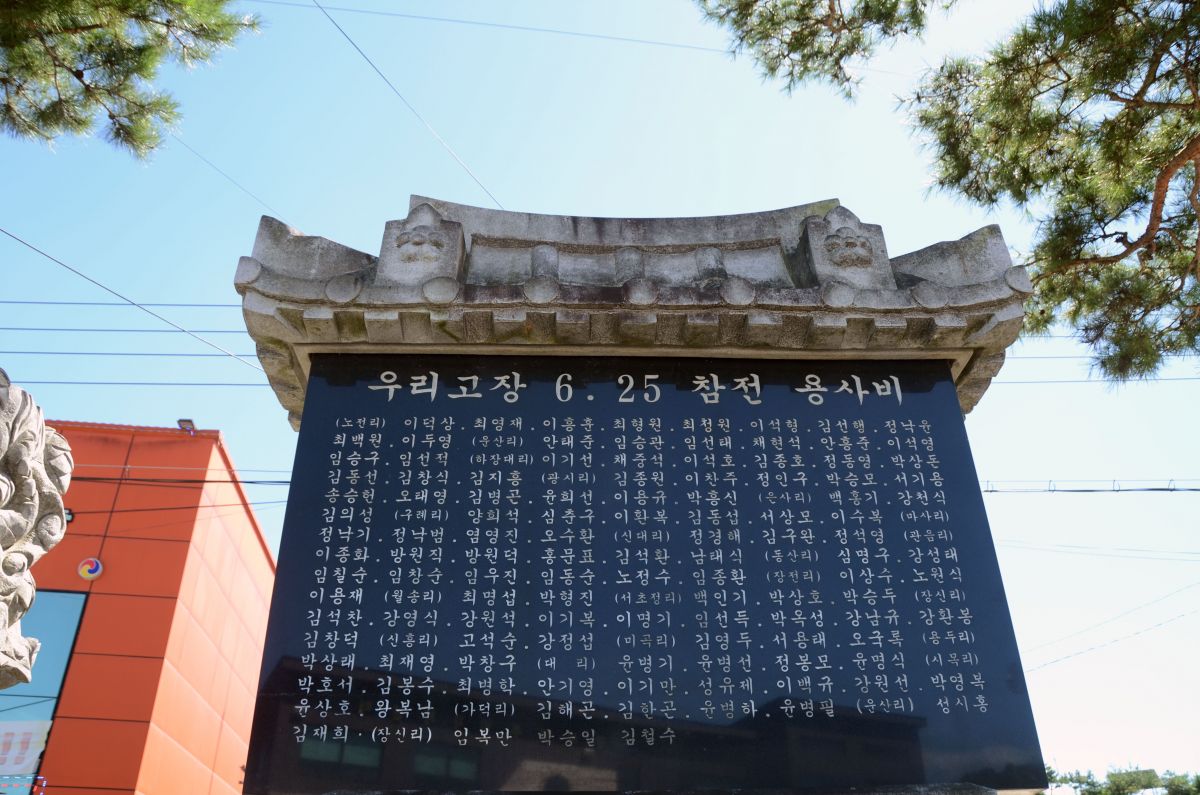 우리고장 6.25 참전 용사비
(노전리) 이덕상.최영재.이흥훈.최형원.최청원.이석형.김선행.정낙윤
최백원.이두영 (운산리) 안태준.임승관.임선태.채현석.안흥준.이석영
임승구.임선적 (하장대리) 이기선.채중석.이석호.김종호.정동영.박상돈
김동선.김창식.김지흥 (광시리) 김종원.이찬주.정인구.박승모.서기용
송승헌.오태영.김병곤.윤희선.이용규.박흥신 (은사리) 백흥기.강천식
김의성 (구례리) 양희석.심춘구.이환복.김동섭.서상모.이수복 (마사리)
정낙기.정낙범.염영진.오수환 (신대리) 정경해.김구완.정석영 (관음리)
이종화.방원직.방원덕.홍문표.김석환.남태식 (동산리) 심명구.강성태
임칠순.임창순.임우진.임동순.노정수.임종환 (장전리) 이상수.노원식
이용재 (월송리) 최명섭.박형진 (서초정리) 백인기.박상호.박승두 (장신리)
김석찬.강영식.강원석.이기복.이명기.임선득.박옥성.강남규.강환봉
김창덕 (신흥리) 고석순.강정섭 (미곡리) 김영두.서용태.오국록 (용두리)
박상래.최재영.박창구 (대 리) 윤병기.윤병선.정봉모.윤명식 (시목리)
박호서.김봉수.최병학.안기영.이기만.성유제.이백규.강원선.박영복
윤상호.왕복남 (가덕리) 김해곤.김한곤.윤병하.윤병필 (운산리) 성시홍
김재희.(장신리) 임복만 박승일 김철수